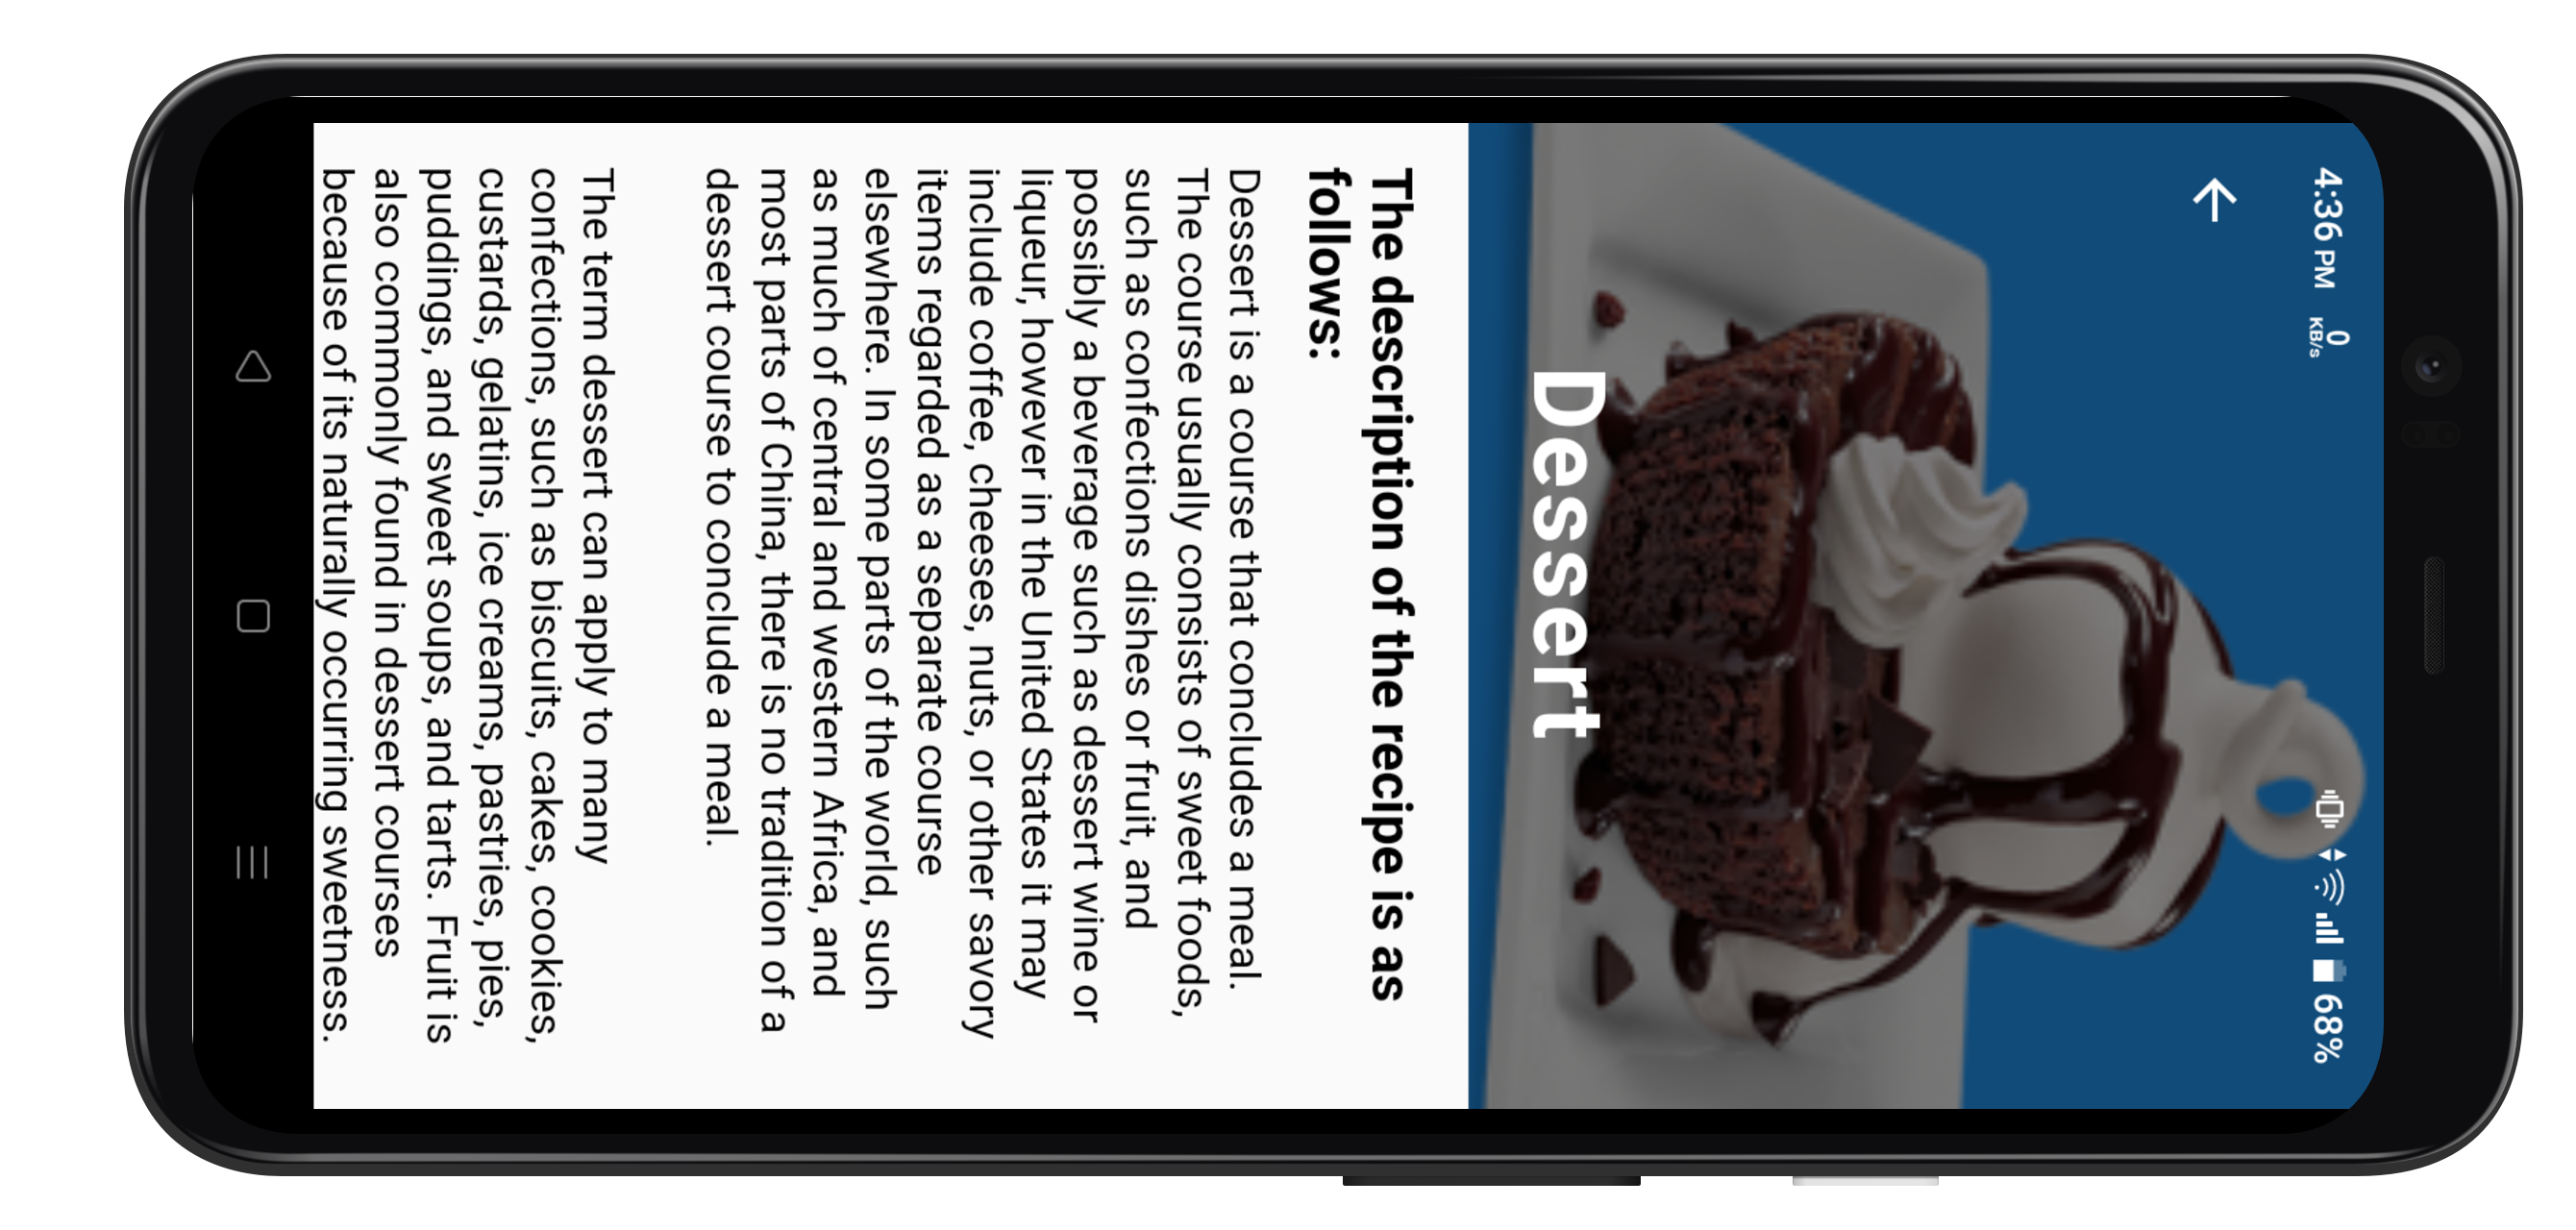 4:36 PM 0 KB/s 68%
Dessert
The description of the recipe is as
follows:
Dessert is a course that concludes a meal.
The course usually consists of sweet foods,
such as confections dishes or fruit, and
possibly a beverage such as dessert wine or
liqueur, however in the United States it may
include coffee, cheeses, nuts, or other savory
items regarded as a separate course
elsewhere. In some parts of the world, such
as much of central and western Africa, and
most parts of China, there is no tradition of a
dessert course to conclude a meal.
The term dessert can apply to many
confections, such as biscuits, cakes, cookies,
custards, gelatins, ice creams, pastries, pies,
puddings, and sweet soups, and tarts. Fruit is
also commonly found in dessert courses
because of its naturally occurring sweetness.